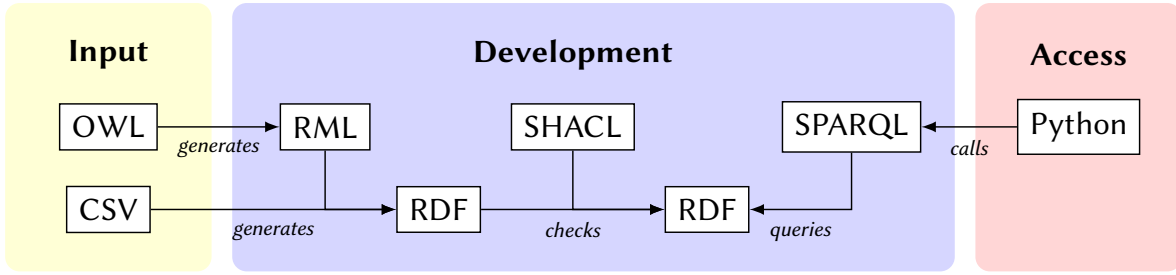 Input
Development
Access
OWL
generates
RML
SHACL
SPARQL
calls
Python
CSV
generates
RDF
checks
RDF
queries